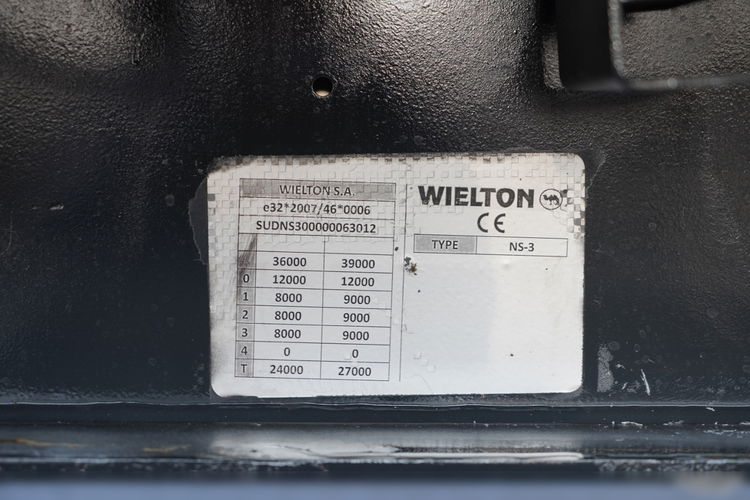 WIELTON S.A.
e32*2007/46*0006
SUDNS300000063012
36000 39000
0 12000 12000
1 8000 9000
2 8000 9000
3 8000 9000
4 0 0
T 24000 27000
WIELTON
CE
TYPE NS-3